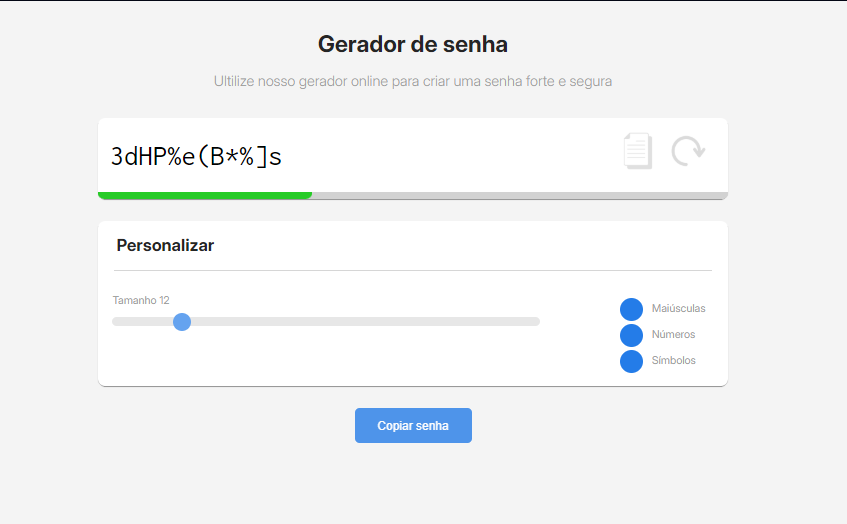 Gerador de senha
Ultilize nosso gerador online para criar uma senha forte e segura
3dHP%e(B*%]s
Personalizar
Tamanho 12
Maiúsculas
Números
Símbolos
Copiar senha